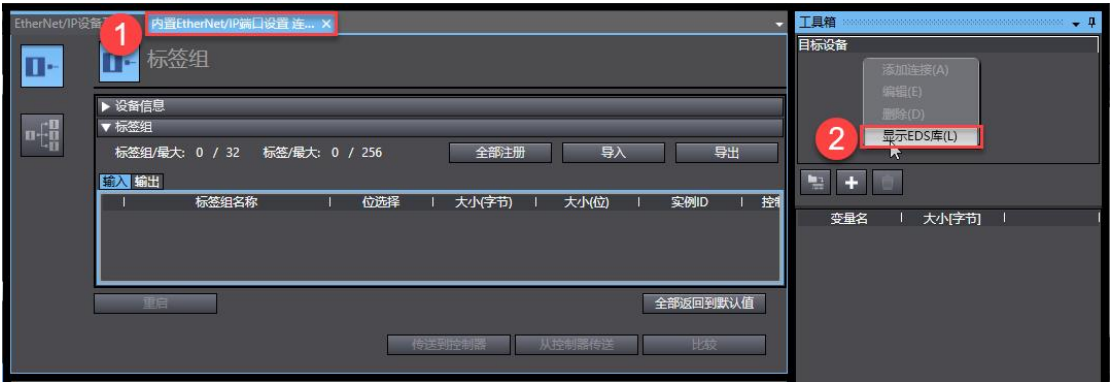 EtherNet/IP设备
内置EtherNet/IP端口设置 连... ×
1
标签组
▶ 设备信息
▼ 标签组
标签组/最大: 0 / 32 标签/最大: 0 / 256 全部注册 导入 导出
输入 输出
标签组名称 | 位选择 | 大小(字节) | 大小(位) | 实例ID | 控制
重启 全部返回到默认值
传送到控制器 从控制器传送 比较
工具箱
目标设备
添加连接(A)
编辑(E)
删除(D)
2 显示EDS库(L)
变量名 | 大小[字节] |